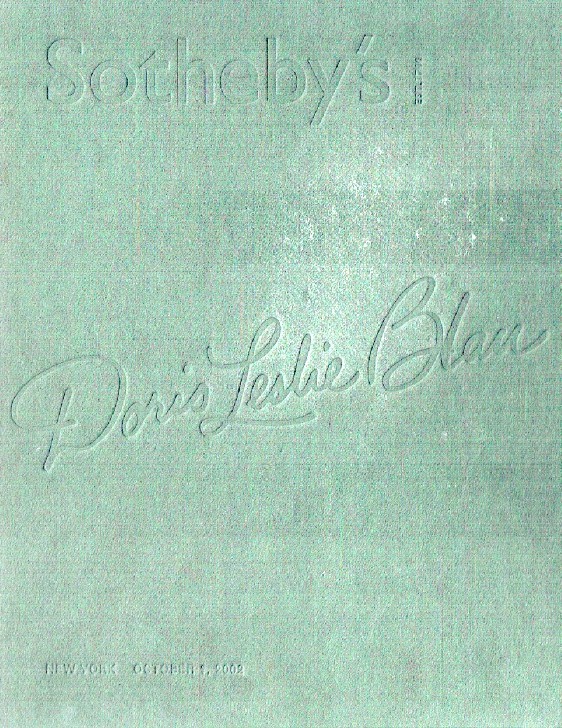 Sotheby's
Doris Leslie Blau
NEW YORK OCTOBER 1, 2002